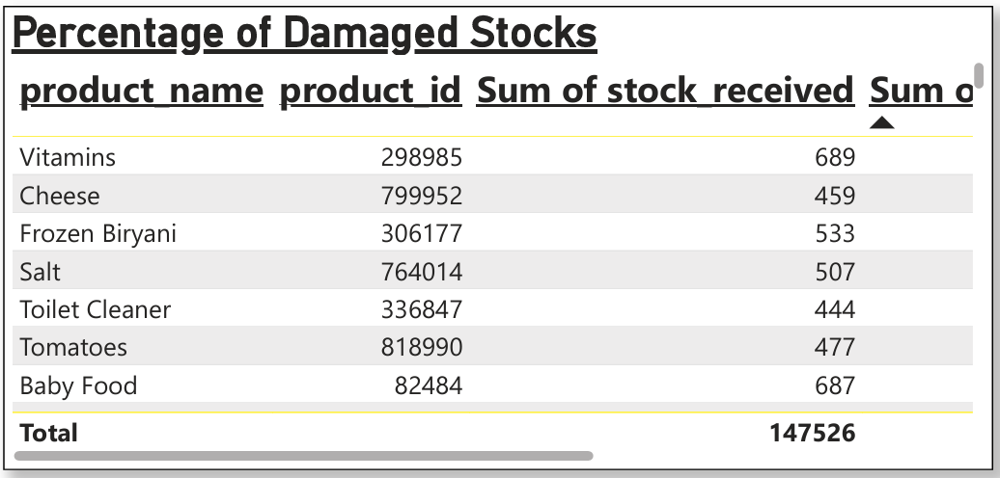 Percentage of Damaged Stocks
product_name product_id Sum of stock_received Sum o
Vitamins 298985 689
Cheese 799952 459
Frozen Biryani 306177 533
Salt 764014 507
Toilet Cleaner 336847 444
Tomatoes 818990 477
Baby Food 82484 687
Total 147526